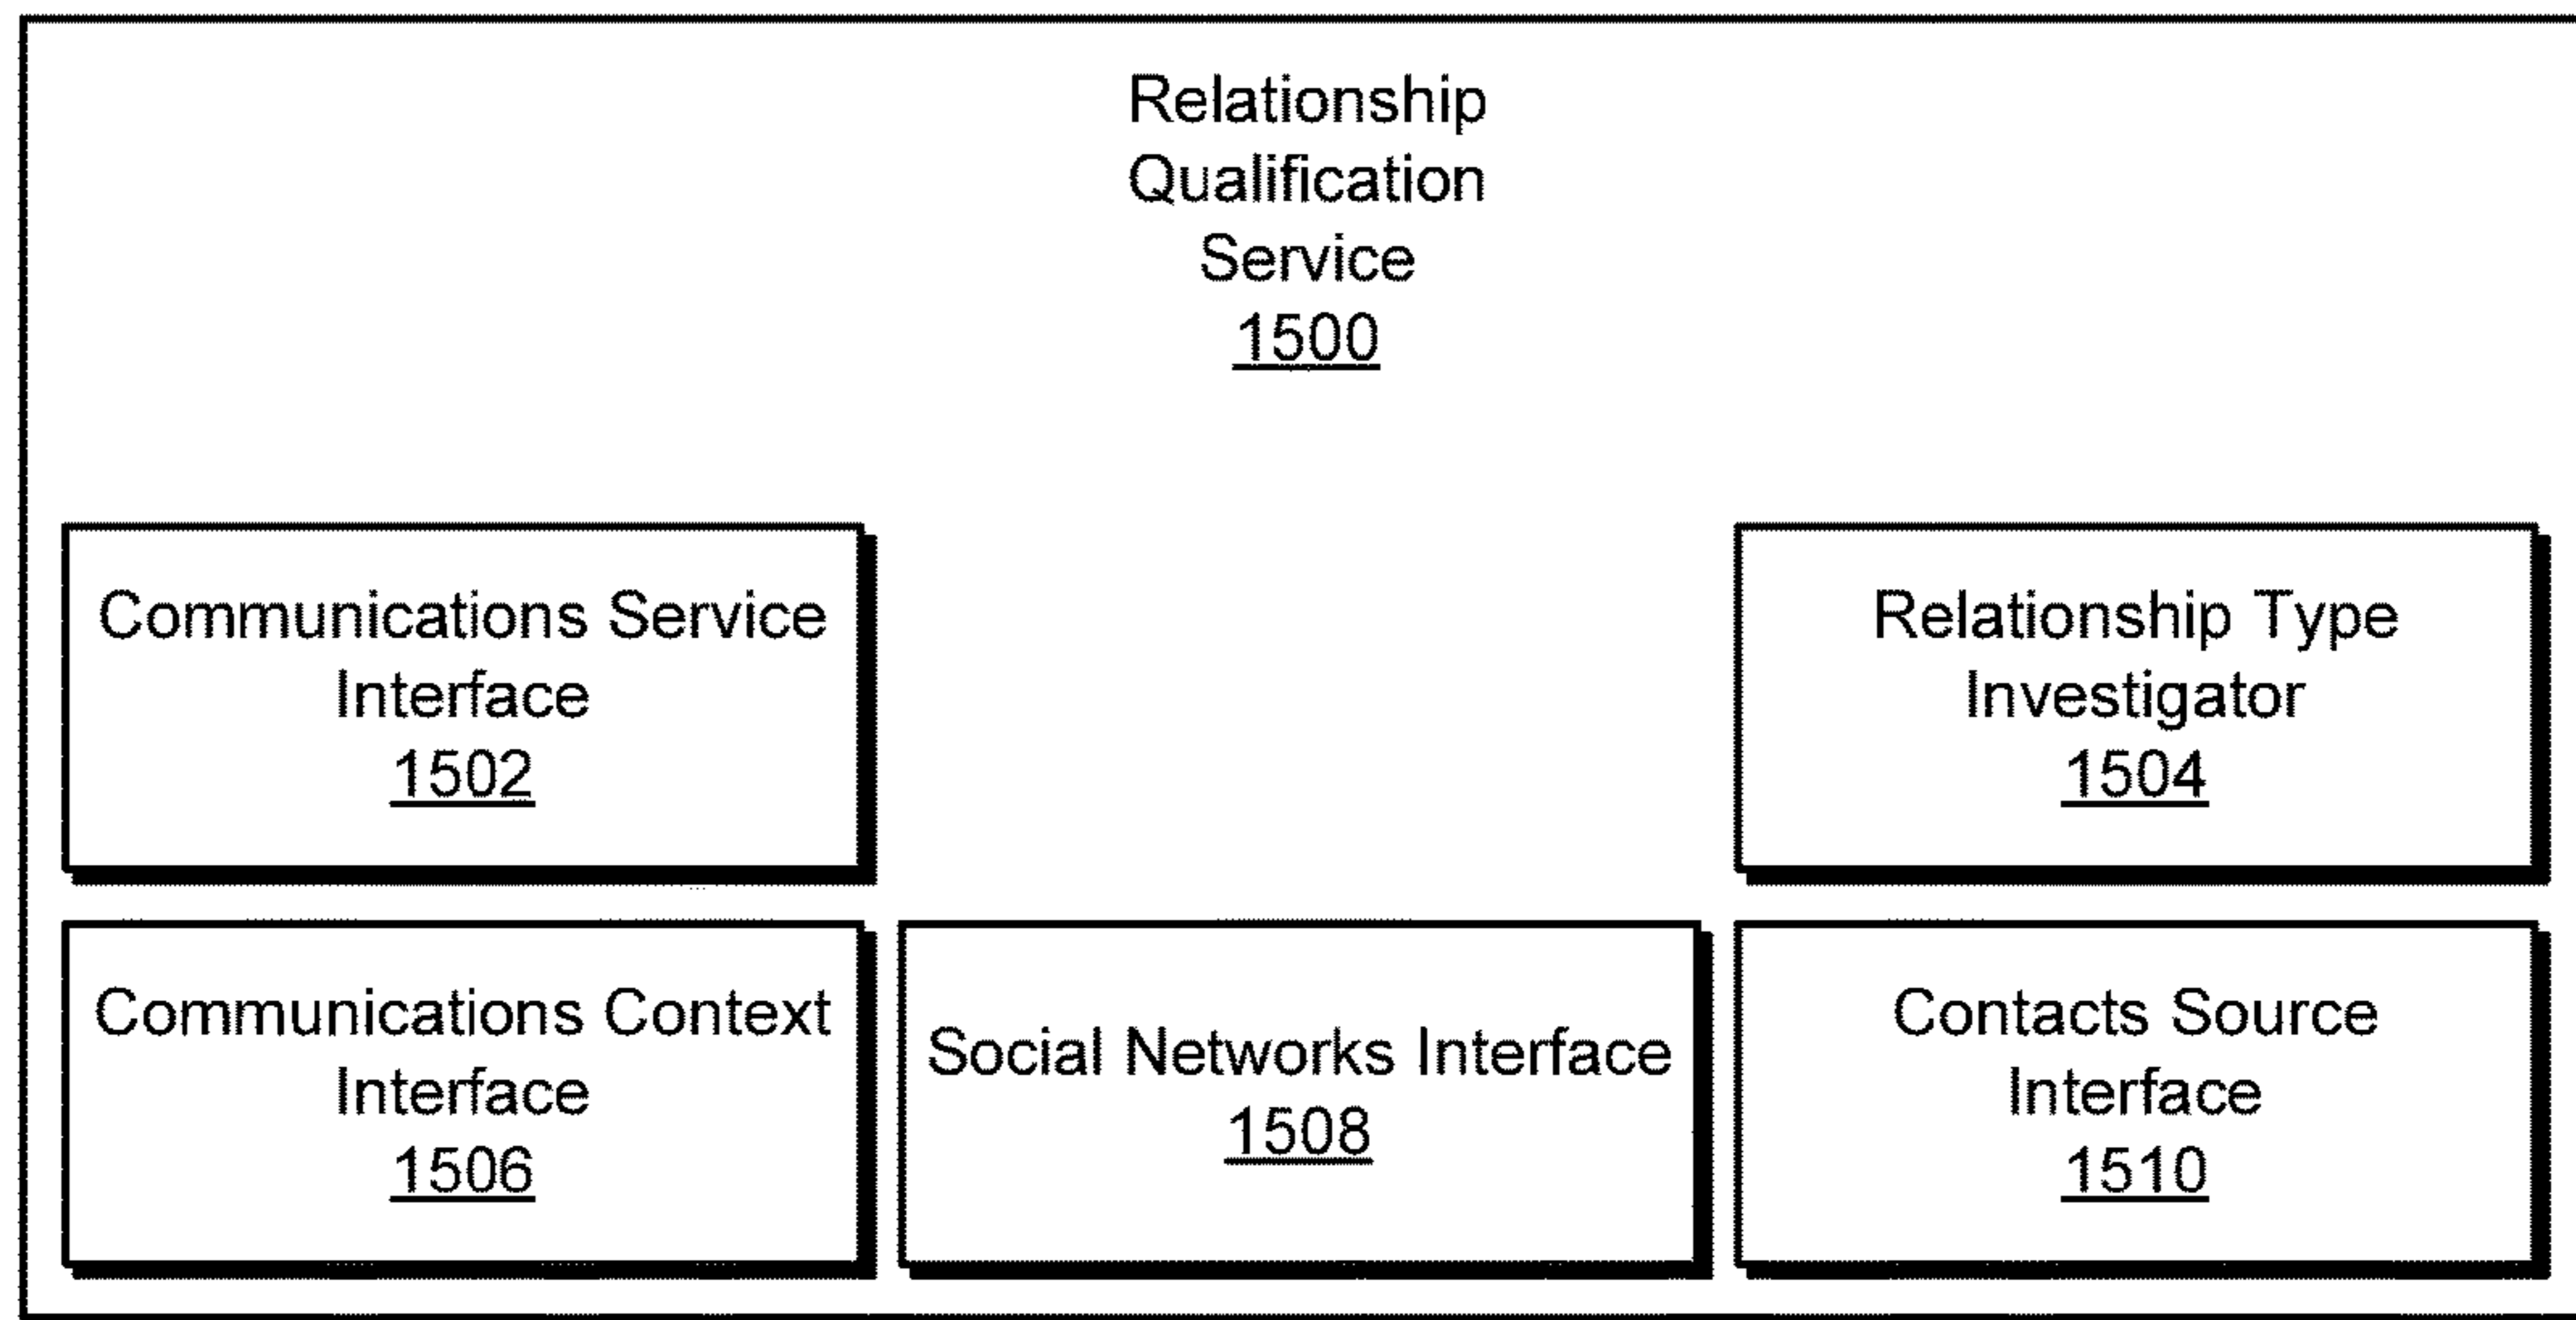 Relationship
Qualification
Service
1500
Communications Service
Interface
1502
Relationship Type
Investigator
1504
Communications Context
Interface
1506
Social Networks Interface
1508
Contacts Source
Interface
1510